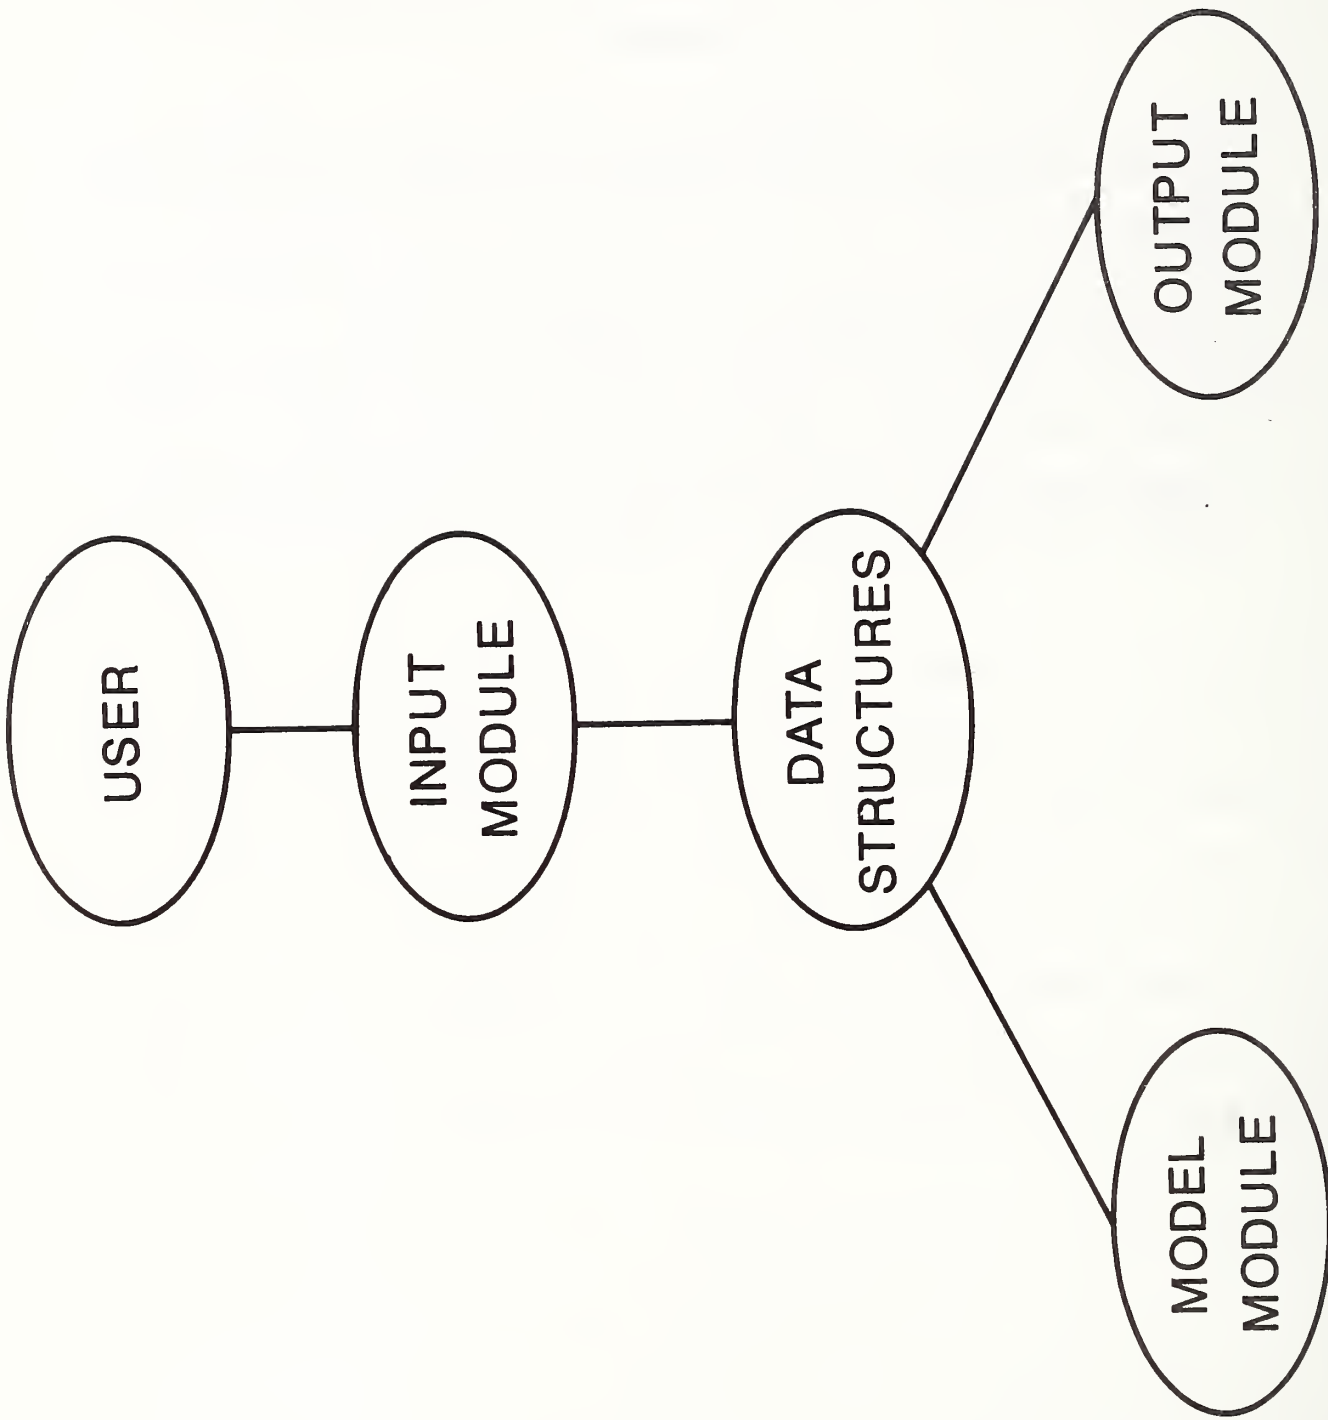 USER
INPUT
MODULE
DATA
STRUCTURES
MODEL
MODULE
OUTPUT
MODULE